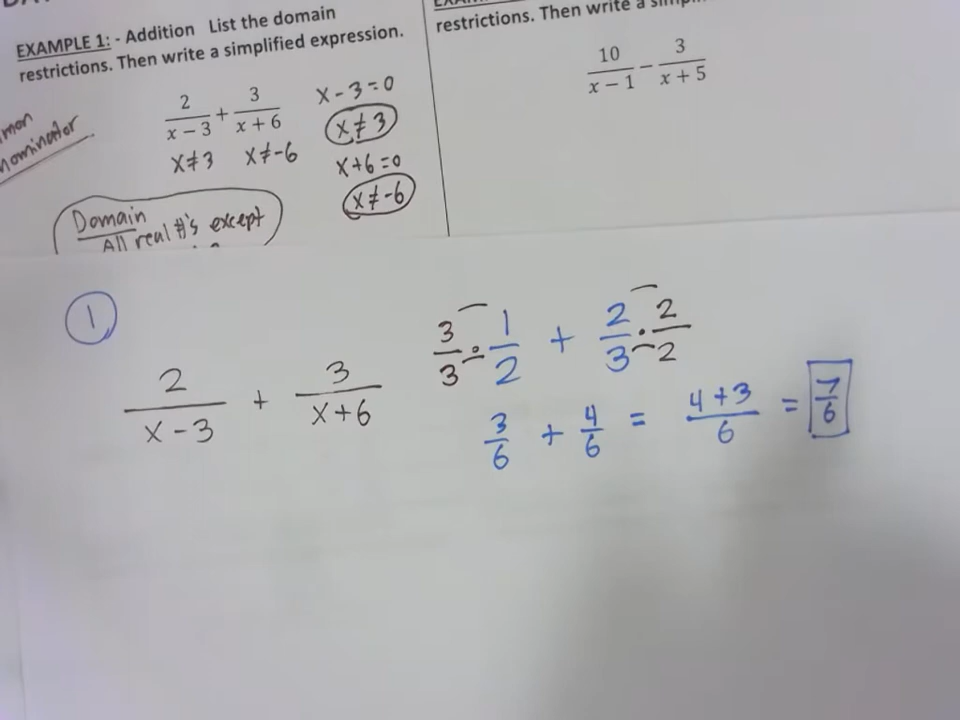 EXAMPLE 1: - Addition List the domain
restrictions. Then write a simplified expression.
2/(x − 3) + 3/(x + 6)
x≠3 x≠-6
x-3=0
x≠3
x+6=0
x≠-6
Domain
All real #'s except
restrictions. Then write a
10/(x − 1) − 3/(x + 5)
1
2/(x-3) + 3/(x+6)
3/3 · 1/2 + 2/3 · 2/2
3/6 + 4/6 = (4+3)/6 = 7/6